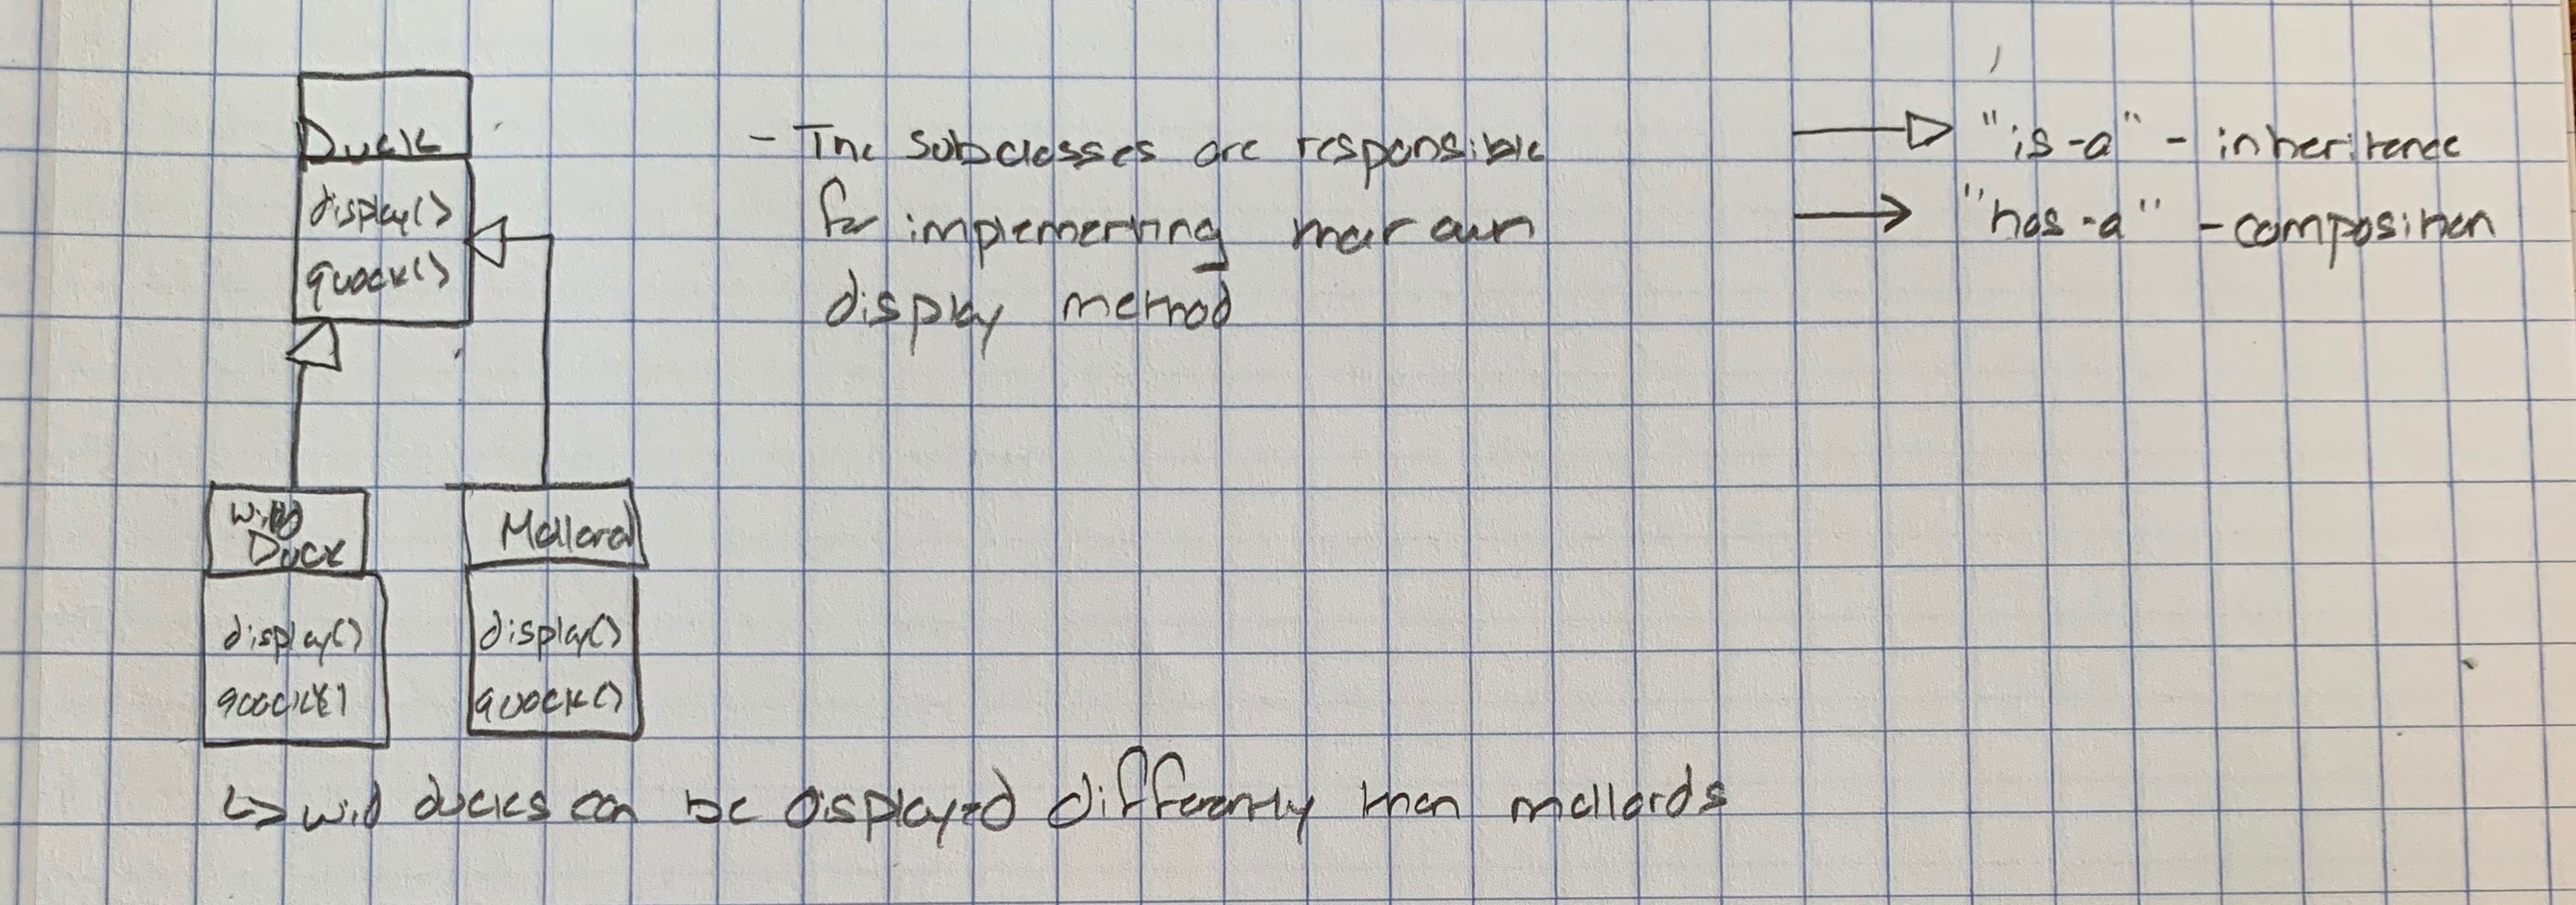 Duck
display()
quack()
Wild
Duck
display()
quack()
Mallard
display()
quack()
- The subclasses are responsible
for implementing their own
display method
"is-a" - inheritence
"has-a" - composition
↳ wild ducks can be displayed differently than mallards